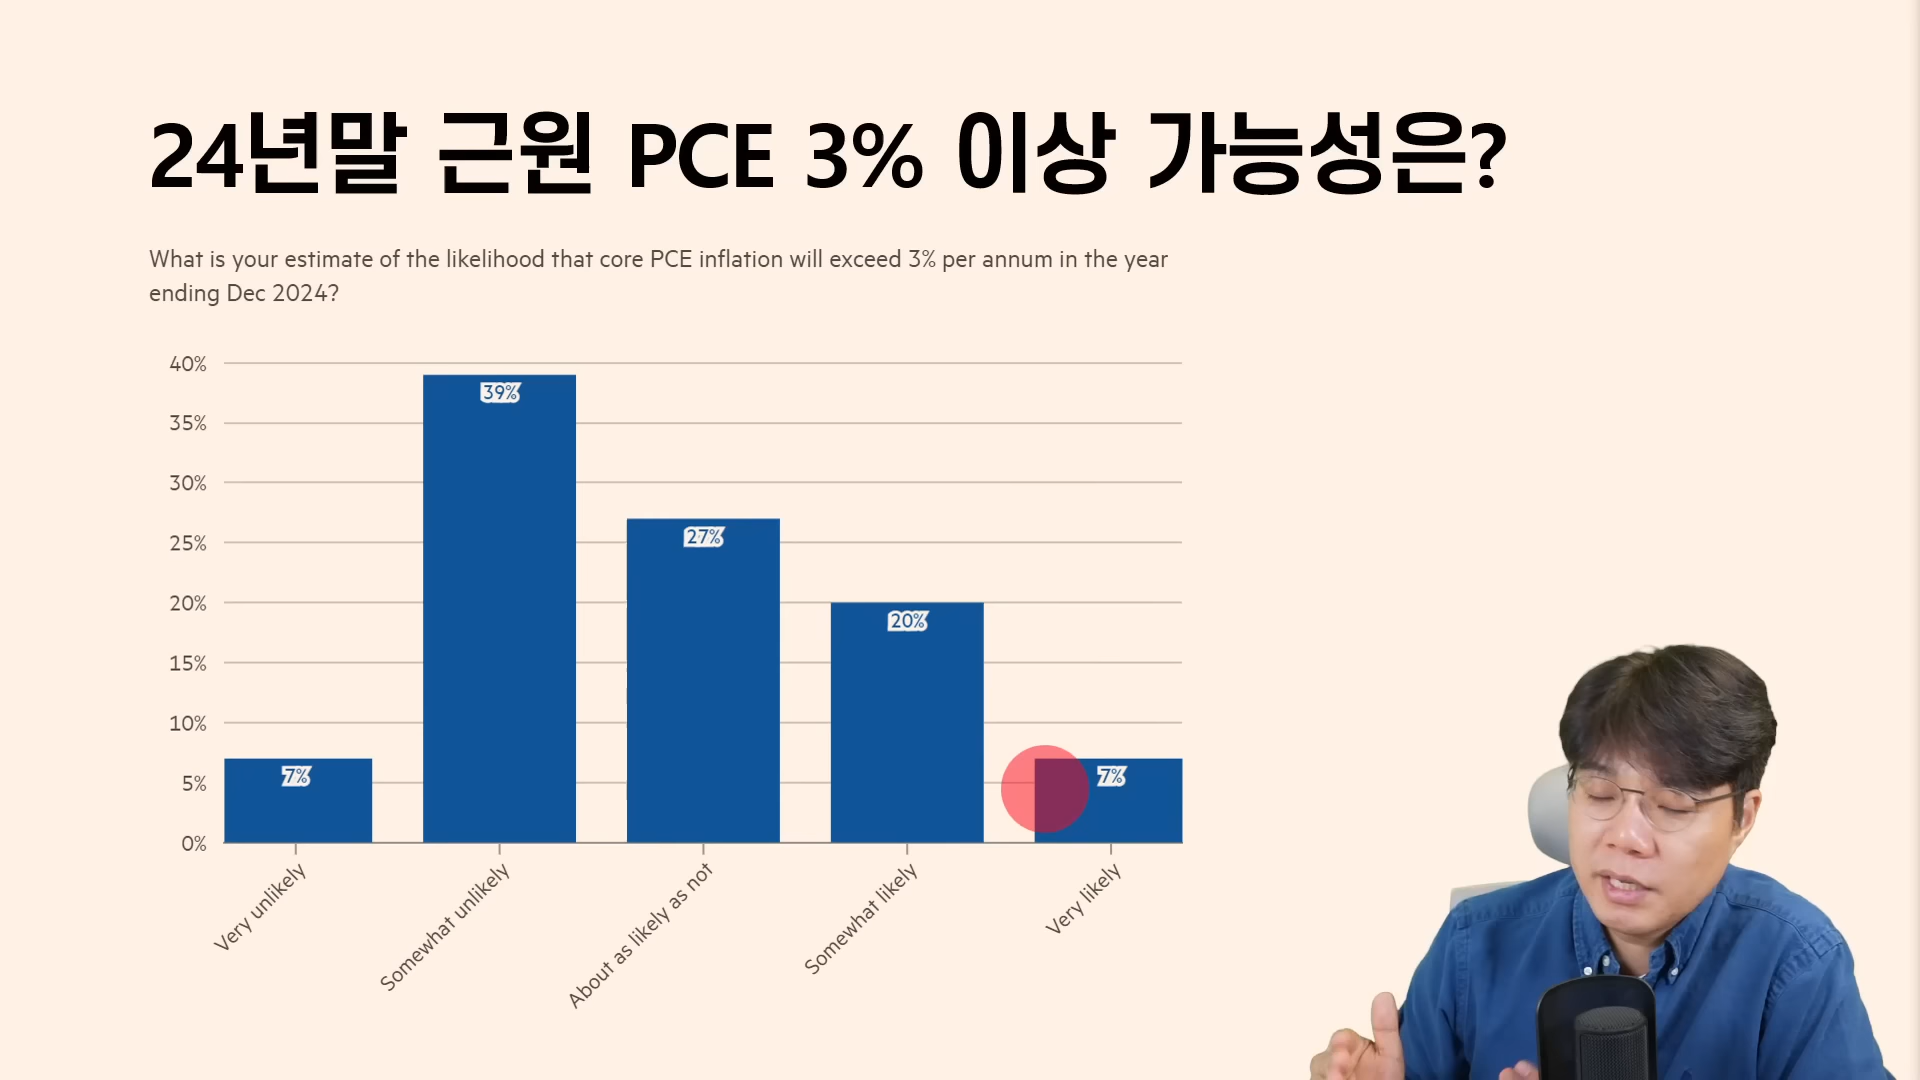 24년말 근원 PCE 3% 이상 가능성은?
What is your estimate of the likelihood that core PCE inflation will exceed 3% per annum in the year
ending Dec 2024?
40%
35%
30%
25%
20%
15%
10%
5%
0%
7%
39%
27%
20%
7%
Very unlikely
Somewhat unlikely
About as likely as not
Somewhat likely
Very likely